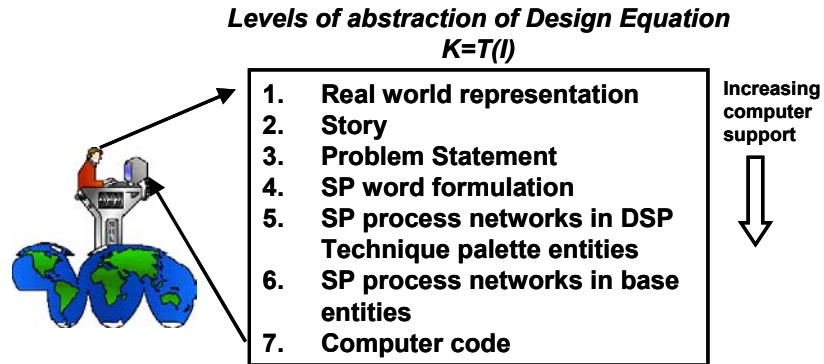 Levels of abstraction of Design Equation
K=T(I)
1. Real world representation
2. Story
3. Problem Statement
4. SP word formulation
5. SP process networks in DSP
Technique palette entities
6. SP process networks in base
entities
7. Computer code
Increasing
computer
support